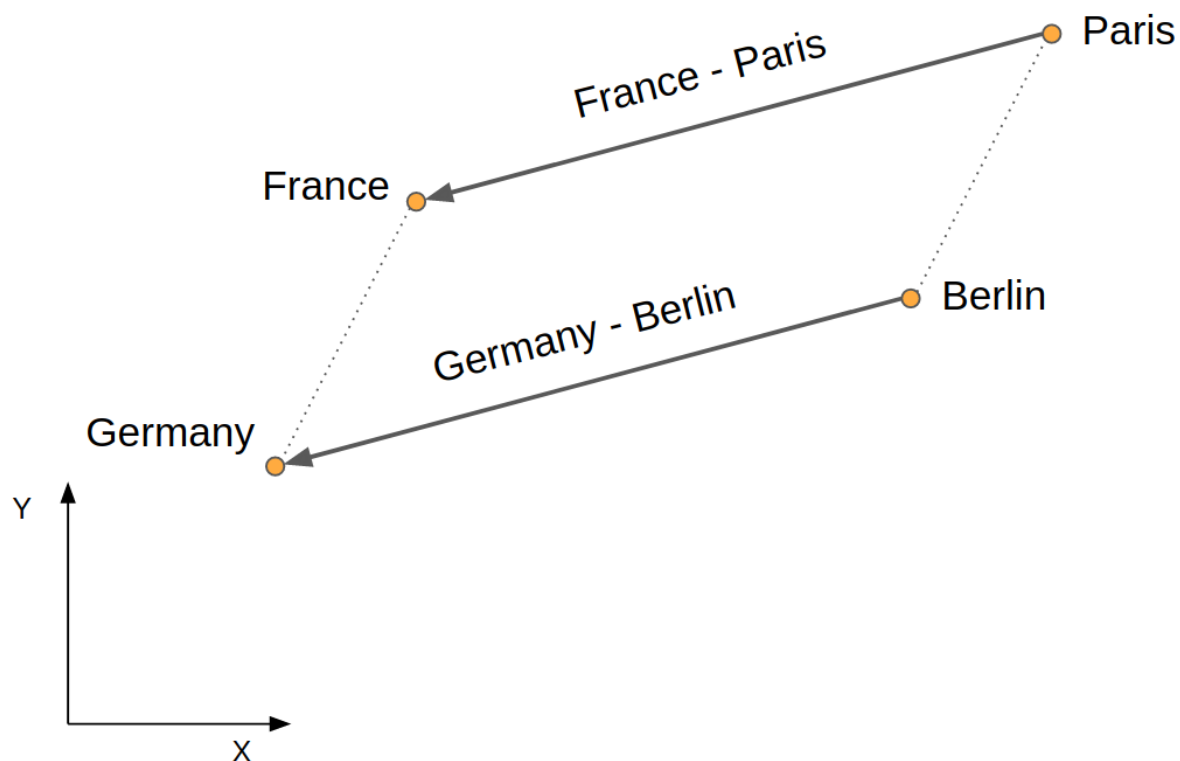 Paris
France - Paris
France
Berlin
Germany - Berlin
Germany
Y
X